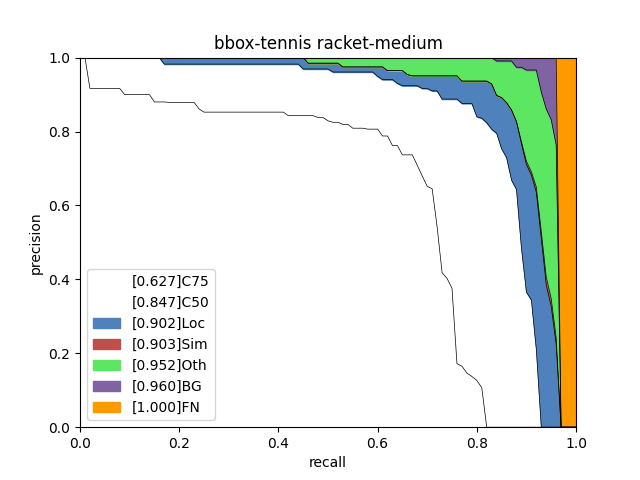 bbox-tennis racket-medium
1.0
0.8
0.6
0.4
0.2
0.0
precision
[0.627]C75
[0.847]C50
[0.902]Loc
[0.903]Sim
[0.952]Oth
[0.960]BG
[1.000]FN
0.0 0.2 0.4 0.6 0.8 1.0
recall